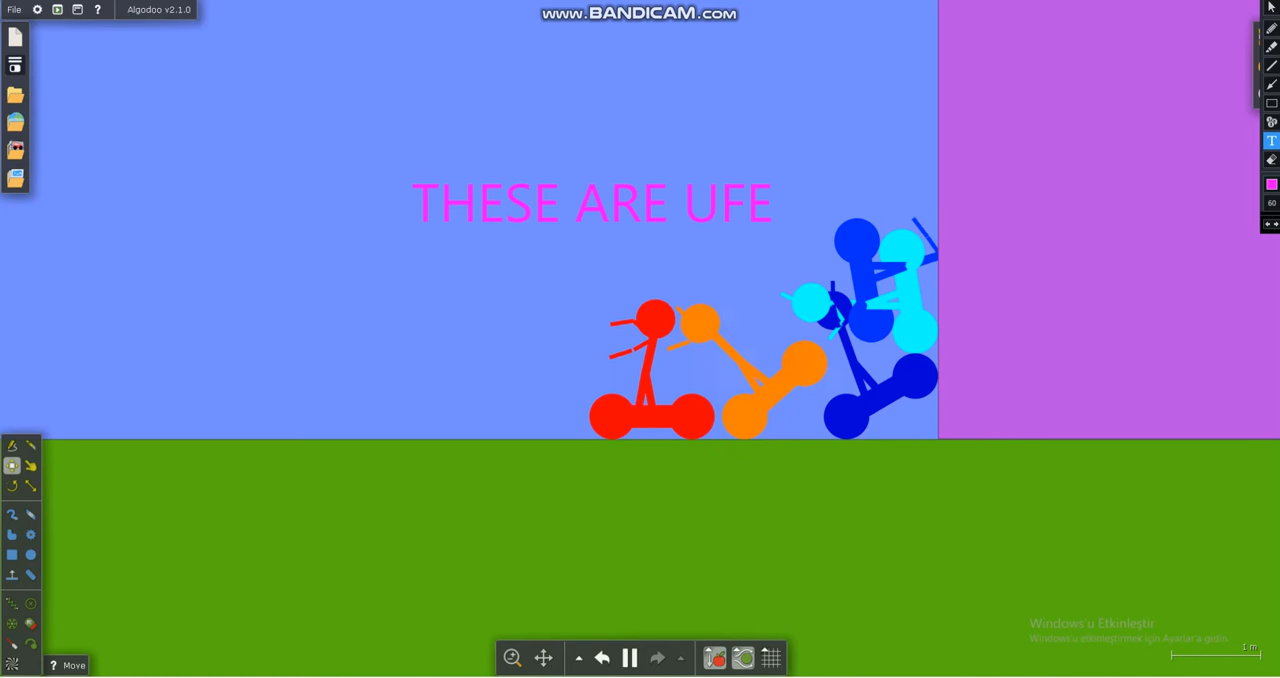 File ? Algodoo v2.1.0
www.BANDICAM.com
THESE ARE UFE
T
60
Windows'u Etkinleştir
Windows'u etkinleştirmek için Ayarlar'a gidin.
1 m
? Move